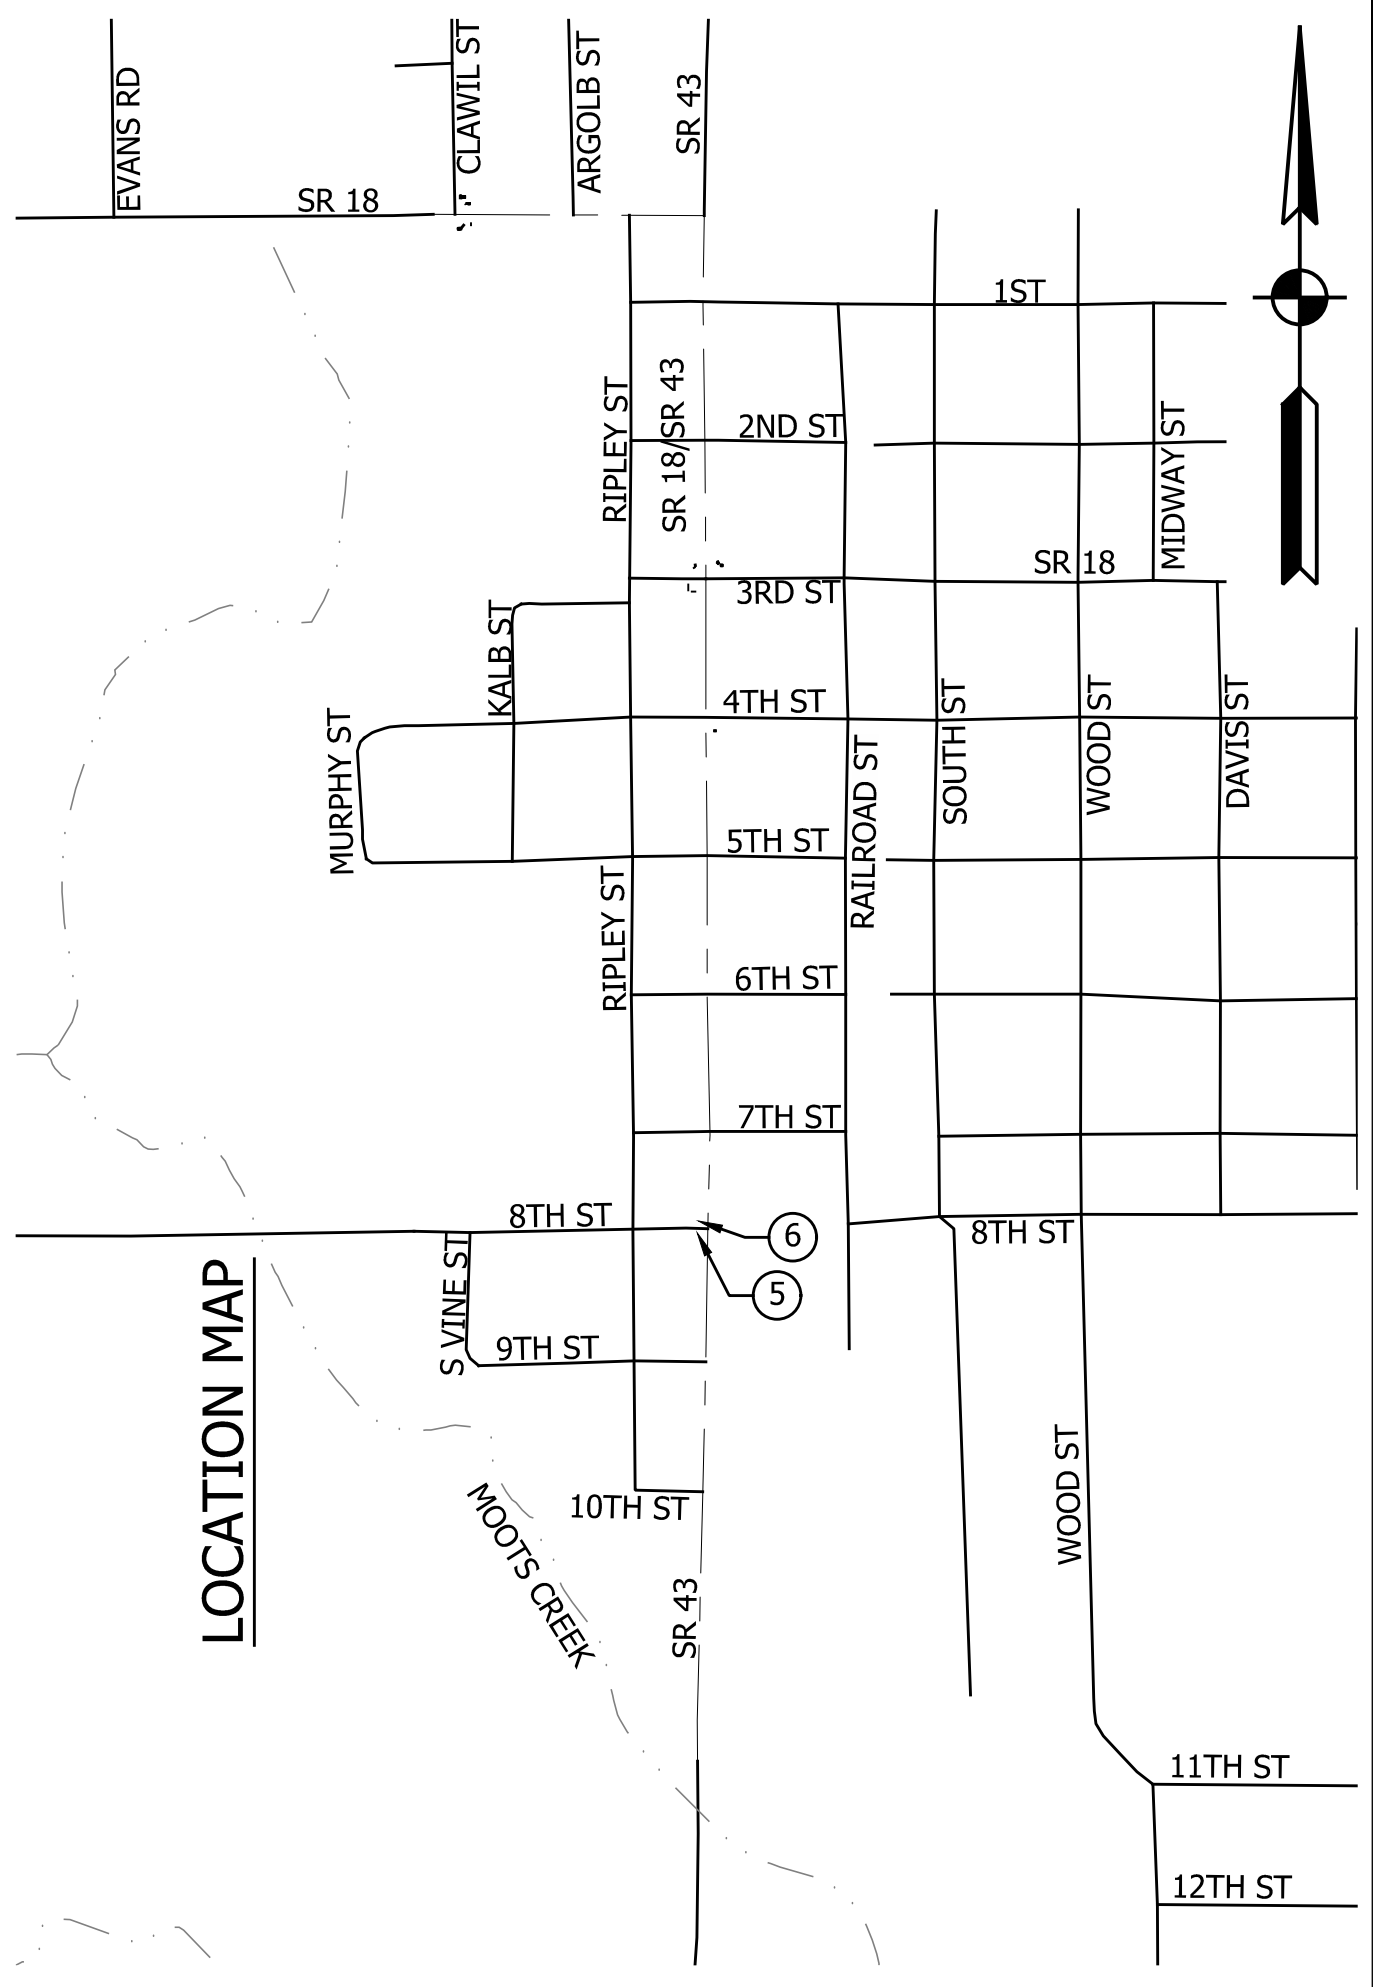 EVANS RD
CLAWIL ST
ARGOLB ST
SR 43
SR 18
1ST
RIPLEY ST
SR 18/SR 43
2ND ST
MIDWAY ST
SR 18
3RD ST
KALB ST
4TH ST
MURPHY ST
RAILROAD ST
SOUTH ST
WOOD ST
DAVIS ST
5TH ST
RIPLEY ST
6TH ST
7TH ST
8TH ST
6
8TH ST
5
S VINE ST
9TH ST
LOCATION MAP
10TH ST
MOOTS CREEK
SR 43
WOOD ST
11TH ST
12TH ST